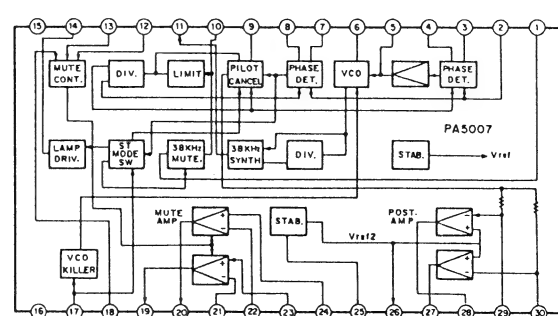 15 14 13 12 11 10 9 8 7 6 5 4 3 2 1
MUTE CONT.
DIV.
LIMIT
PILOT CANCEL
PHASE DET.
VCO
PHASE DET.
PA5007
LAMP DRIV.
ST MODE SW
38KHz MUTE.
38KHz SYNTH
DIV.
STAB.
Vref
MUTE AMP
+
-
STAB.
POST. AMP
-
+
Vref2
VCO KILLER
+
-
+
-
16 17 18 19 20 21 22 23 24 25 26 27 28 29 30